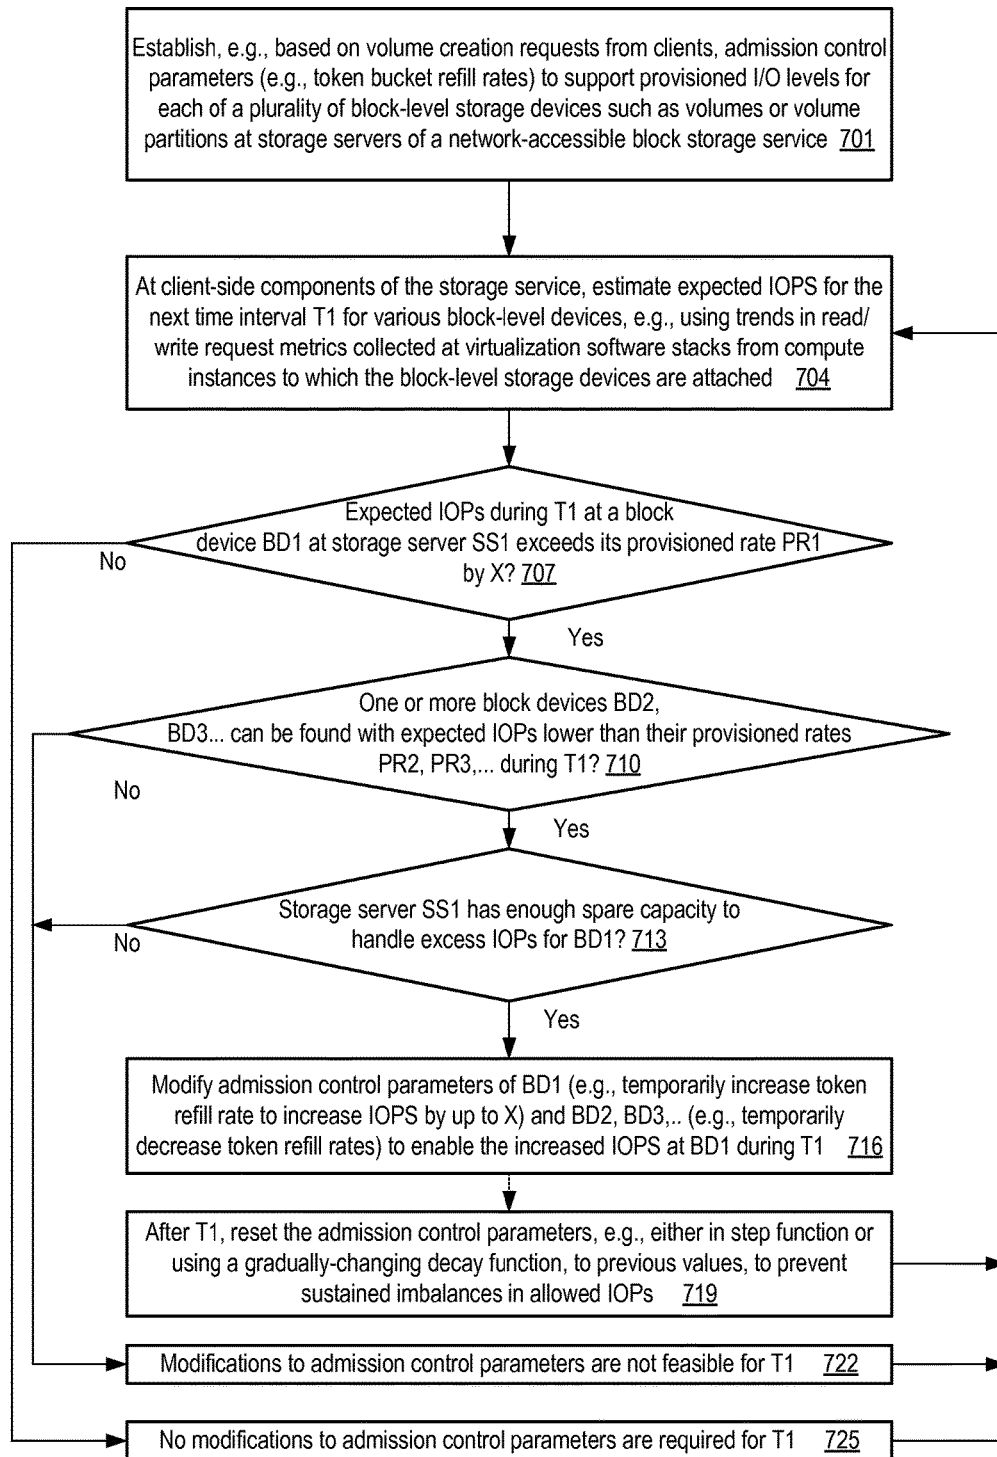 Establish, e.g., based on volume creation requests from clients, admission control
parameters (e.g., token bucket refill rates) to support provisioned I/O levels for
each of a plurality of block-level storage devices such as volumes or volume
partitions at storage servers of a network-accessible block storage service 701
At client-side components of the storage service, estimate expected IOPS for the
next time interval T1 for various block-level devices, e.g., using trends in read/
write request metrics collected at virtualization software stacks from compute
instances to which the block-level storage devices are attached 704
Expected IOPs during T1 at a block
device BD1 at storage server SS1 exceeds its provisioned rate PR1
by X? 707
No
Yes
One or more block devices BD2,
BD3... can be found with expected IOPs lower than their provisioned rates
PR2, PR3,... during T1? 710
No
Yes
Storage server SS1 has enough spare capacity to
handle excess IOPs for BD1? 713
No
Yes
Modify admission control parameters of BD1 (e.g., temporarily increase token
refill rate to increase IOPS by up to X) and BD2, BD3,.. (e.g., temporarily
decrease token refill rates) to enable the increased IOPS at BD1 during T1 716
After T1, reset the admission control parameters, e.g., either in step function or
using a gradually-changing decay function, to previous values, to prevent
sustained imbalances in allowed IOPs 719
Modifications to admission control parameters are not feasible for T1 722
No modifications to admission control parameters are required for T1 725